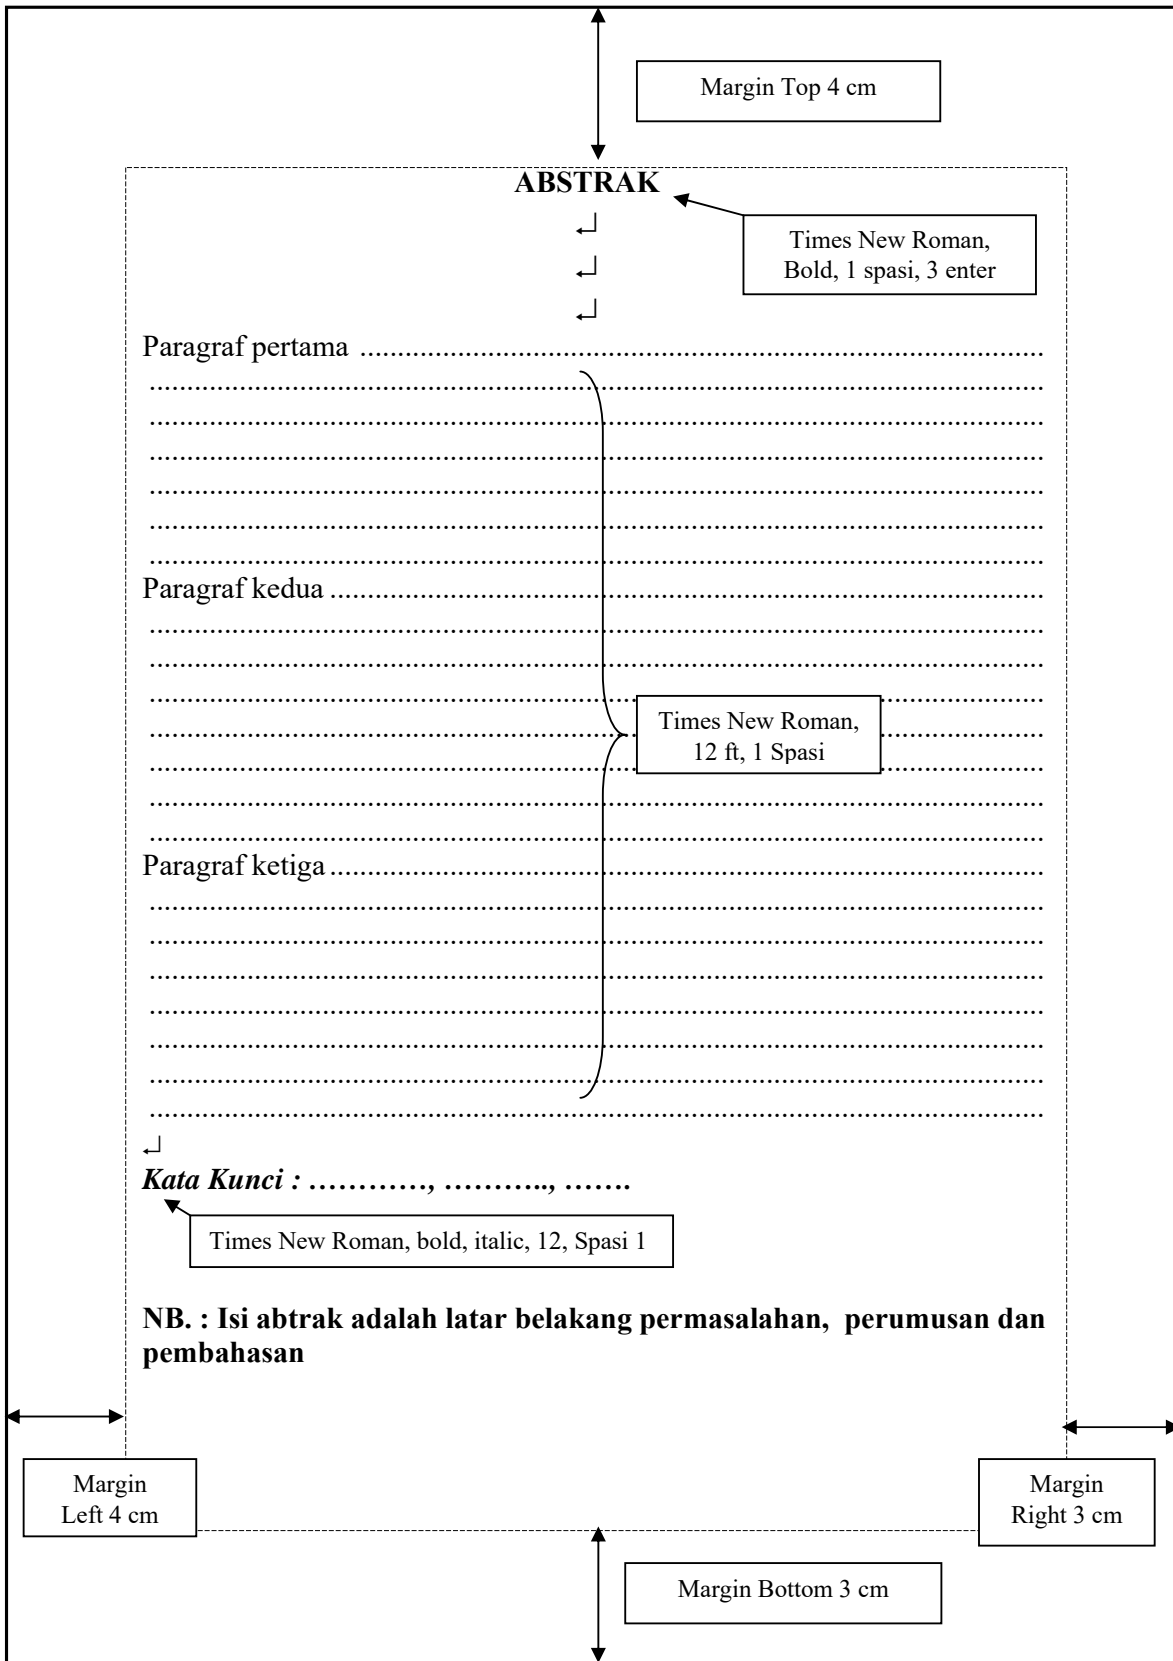 Margin Top 4 cm
ABSTRAK
↵
Times New Roman,
Bold, 1 spasi, 3 enter
↵
↵
Paragraf pertama ..........................................................................................
.......................................................................................................................
.......................................................................................................................
.......................................................................................................................
.......................................................................................................................
.......................................................................................................................
.......................................................................................................................
Paragraf kedua ..............................................................................................
.......................................................................................................................
.......................................................................................................................
.......................................................................................................................
.......................................................................................................................
.......................................................................................................................
.......................................................................................................................
.......................................................................................................................
Times New Roman,
12 ft, 1 Spasi
Paragraf ketiga ..............................................................................................
.......................................................................................................................
.......................................................................................................................
.......................................................................................................................
.......................................................................................................................
.......................................................................................................................
.......................................................................................................................
.......................................................................................................................
↵
Kata Kunci : …………, ……….., …….
Times New Roman, bold, italic, 12, Spasi 1
NB. : Isi abtrak adalah latar belakang permasalahan, perumusan dan
pembahasan
Margin
Left 4 cm
Margin
Right 3 cm
Margin Bottom 3 cm